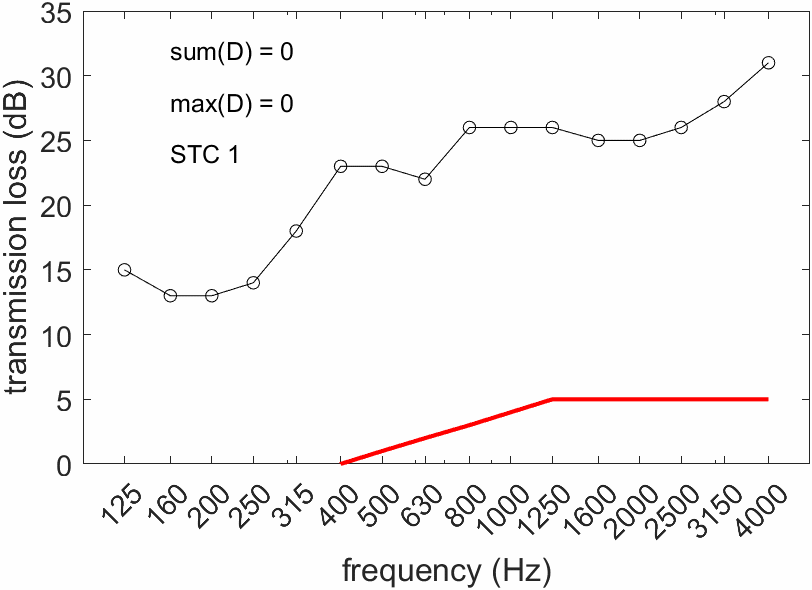 35
30
25
20
15
10
5
0
transmission loss (dB)
sum(D) = 0
max(D) = 0
STC 1
125 160 200 250 315 400 500 630 800 1000 1250 1600 2000 2500 3150 4000
frequency (Hz)